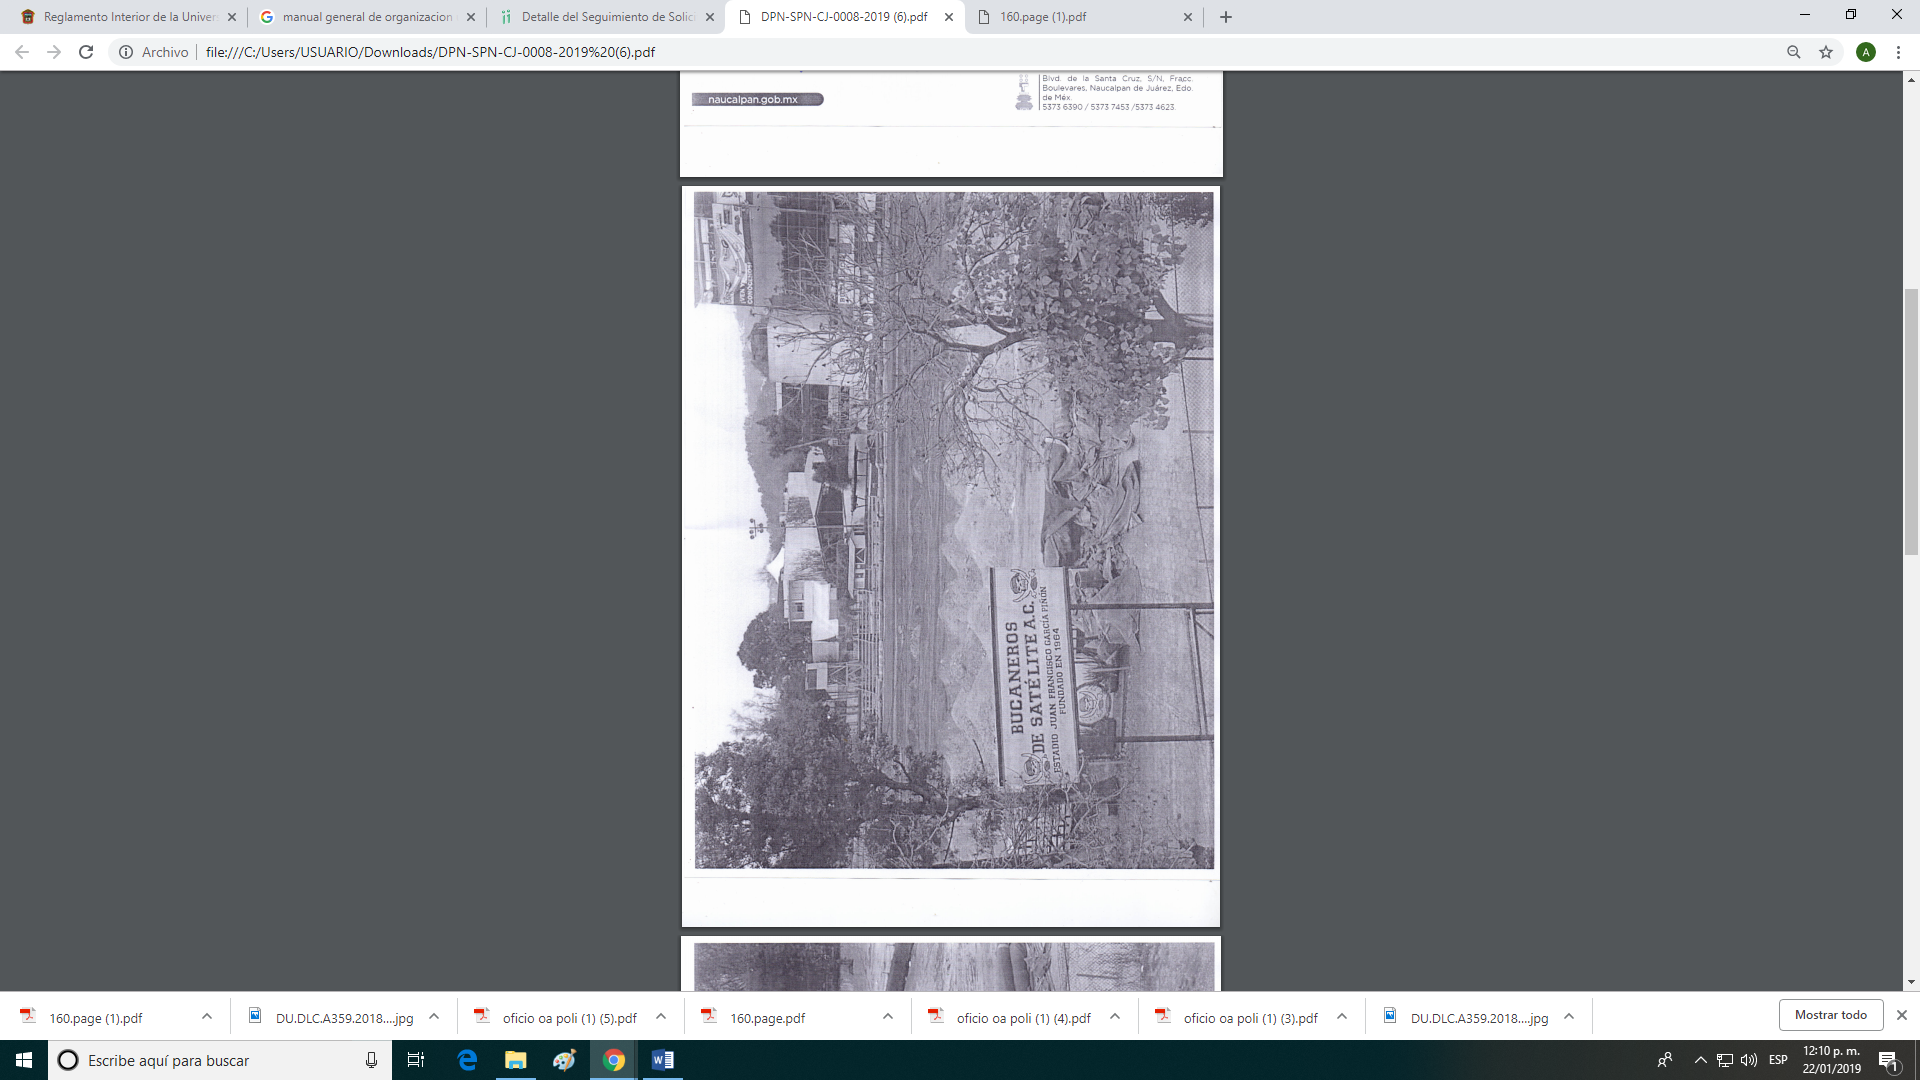 Reglamento Interior de la Univer
manual general de organizacion
Detalle del Seguimiento de Solici
DPN-SPN-CJ-0008-2019 (6).pdf
160.page (1).pdf
Archivo
file:///C:/Users/USUARIO/Downloads/DPN-SPN-CJ-0008-2019%20(6).pdf
A
naucalpan.gob.mx
Blvd. de la Santa Cruz, S/N, Fracc.
Boulevares, Naucalpan de Juárez, Edo.
de Méx.
5373 6390 / 5373 7453 /5373 4623
BUCANEROS
DE SATÉLITE A.C.
ESTADIO JUAN FRANCISCO GARCÍA PIÑÓN
FUNDADO EN 1964
160.page (1).pdf
DU.DLC.A359.2018....jpg
oficio oa poli (1) (5).pdf
160.page.pdf
oficio oa poli (1) (4).pdf
oficio oa poli (1) (3).pdf
DU.DLC.A359.2018....jpg
Mostrar todo
Escribe aquí para buscar
ESP
12:10 p. m.
22/01/2019
1